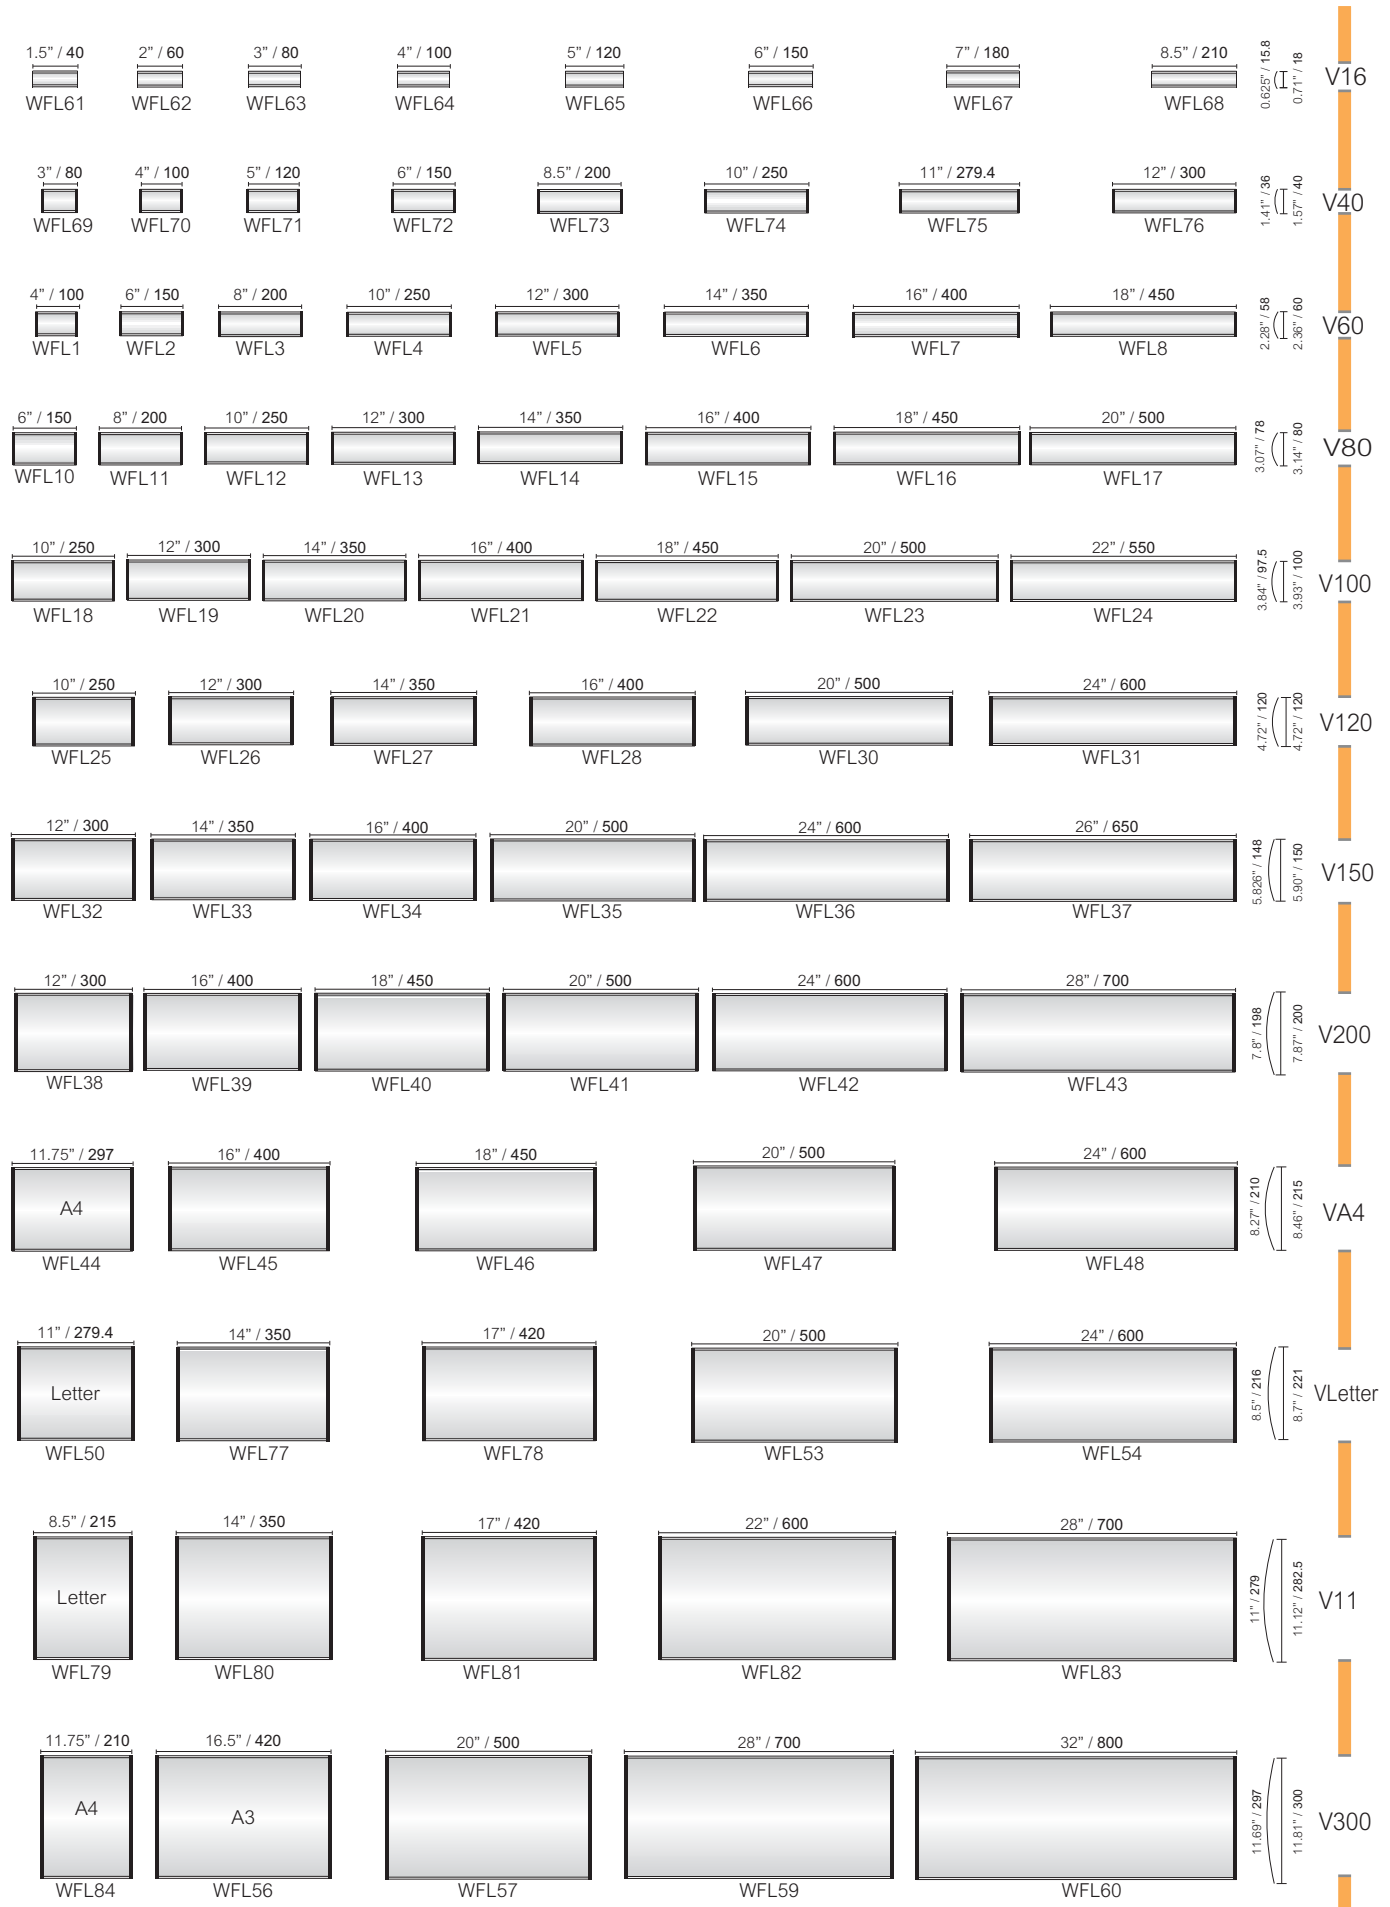 1.5” / 40 2” / 60 3” / 80 4” / 100 5” / 120 6” / 150 7” / 180 8.5” / 210
WFL61 WFL62 WFL63 WFL64 WFL65 WFL66 WFL67 WFL68
0.625” / 15.8
0.71” / 18
V16
3” / 80 4” / 100 5” / 120 6” / 150 8.5” / 200 10” / 250 11” / 279.4 12” / 300
WFL69 WFL70 WFL71 WFL72 WFL73 WFL74 WFL75 WFL76
1.41” / 36
1.57” / 40
V40
4” / 100 6” / 150 8” / 200 10” / 250 12” / 300 14” / 350 16” / 400 18” / 450
WFL1 WFL2 WFL3 WFL4 WFL5 WFL6 WFL7 WFL8
2.28” / 58
2.36” / 60
V60
6” / 150 8” / 200 10” / 250 12” / 300 14” / 350 16” / 400 18” / 450 20” / 500
WFL10 WFL11 WFL12 WFL13 WFL14 WFL15 WFL16 WFL17
3.07” / 78
3.14” / 80
V80
10” / 250 12” / 300 14” / 350 16” / 400 18” / 450 20” / 500 22” / 550
WFL18 WFL19 WFL20 WFL21 WFL22 WFL23 WFL24
3.84” / 97.5
3.93” / 100
V100
10” / 250 12” / 300 14” / 350 16” / 400 20” / 500 24” / 600
WFL25 WFL26 WFL27 WFL28 WFL30 WFL31
4.72” / 120
4.72” / 120
V120
12” / 300 14” / 350 16” / 400 20” / 500 24” / 600 26” / 650
WFL32 WFL33 WFL34 WFL35 WFL36 WFL37
5.826” / 148
5.90” / 150
V150
12” / 300 16” / 400 18” / 450 20” / 500 24” / 600 28” / 700
WFL38 WFL39 WFL40 WFL41 WFL42 WFL43
7.8” / 198
7.87” / 200
V200
11.75” / 297 16” / 400 18” / 450 20” / 500 24” / 600
A4
WFL44 WFL45 WFL46 WFL47 WFL48
8.27” / 210
8.46” / 215
VA4
11” / 279.4 14” / 350 17” / 420 20” / 500 24” / 600
Letter
WFL50 WFL77 WFL78 WFL53 WFL54
8.5” / 216
8.7” / 221
VLetter
8.5” / 215 14” / 350 17” / 420 22” / 600 28” / 700
Letter
WFL79 WFL80 WFL81 WFL82 WFL83
11” / 279
11.12” / 282.5
V11
11.75” / 210 16.5” / 420 20” / 500 28” / 700 32” / 800
A4 A3
WFL84 WFL56 WFL57 WFL59 WFL60
11.69” / 297
11.81” / 300
V300